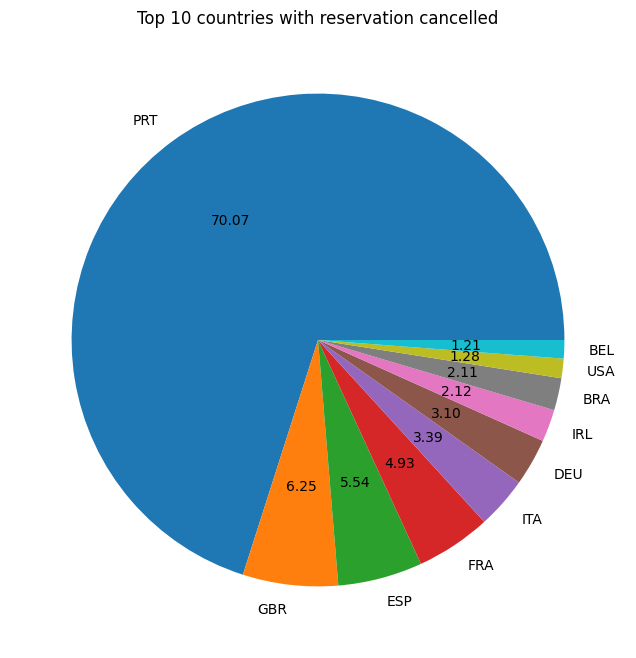 Top 10 countries with reservation cancelled
PRT
70.07
1.21
BEL
1.28
USA
2.11
BRA
2.12
IRL
3.10
DEU
3.39
ITA
4.93
FRA
5.54
ESP
6.25
GBR